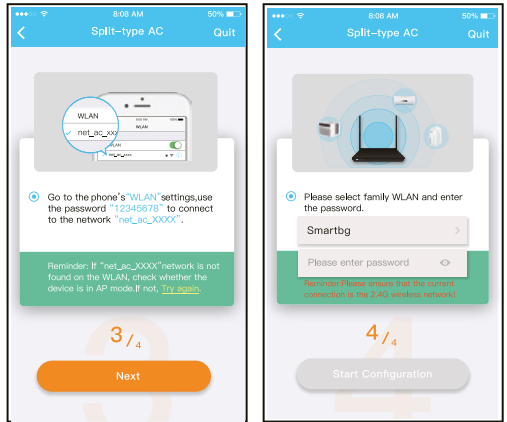 8:08 AM
50%
Split-type AC
Quit
WLAN
net_ac_xxx
WLAN
WLAN
Go to the phone's"WLAN"settings,use
the password "12345678" to connect
to the network "net_ac_XXXX".
Reminder: If "net_ac_XXXX"network is not
found on the WLAN, check whether the
device is in AP mode.If not, Try again.
3/4
Next
8:08 AM
50%
Split-type AC
Quit
Please select family WLAN and enter
the password.
Smartbg
Please enter password
Reminder:Please ensure that the current
connection is the 2.4G wireless network!
4/4
Start Configuration